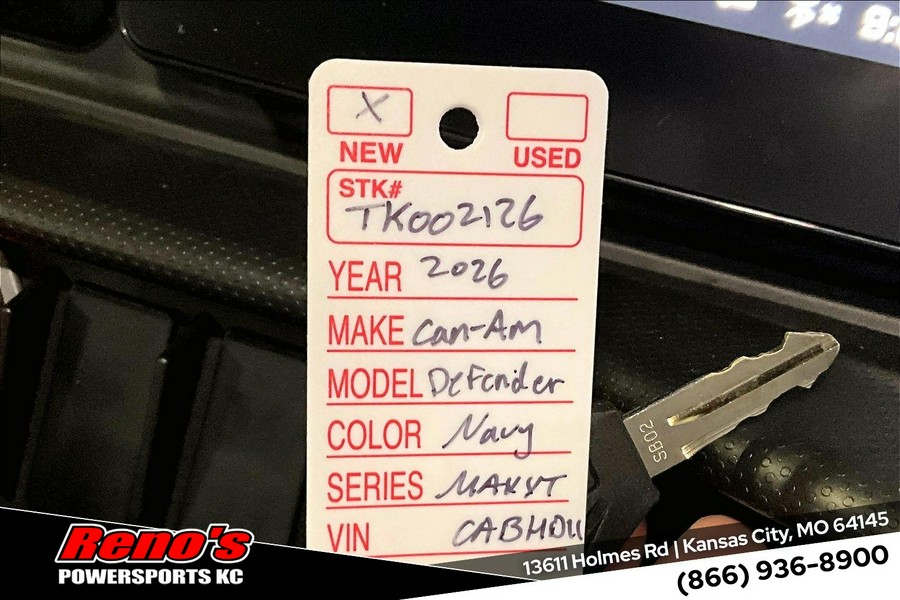 X
NEW USED
STK#
TK002126
YEAR 2026
MAKE Can-Am
MODEL Defender
COLOR Navy
SERIES MAXXT
VIN CABHD11
SB02
Reno's
POWERSPORTS KC
13611 Holmes Rd | Kansas City, MO 64145
(866) 936-8900